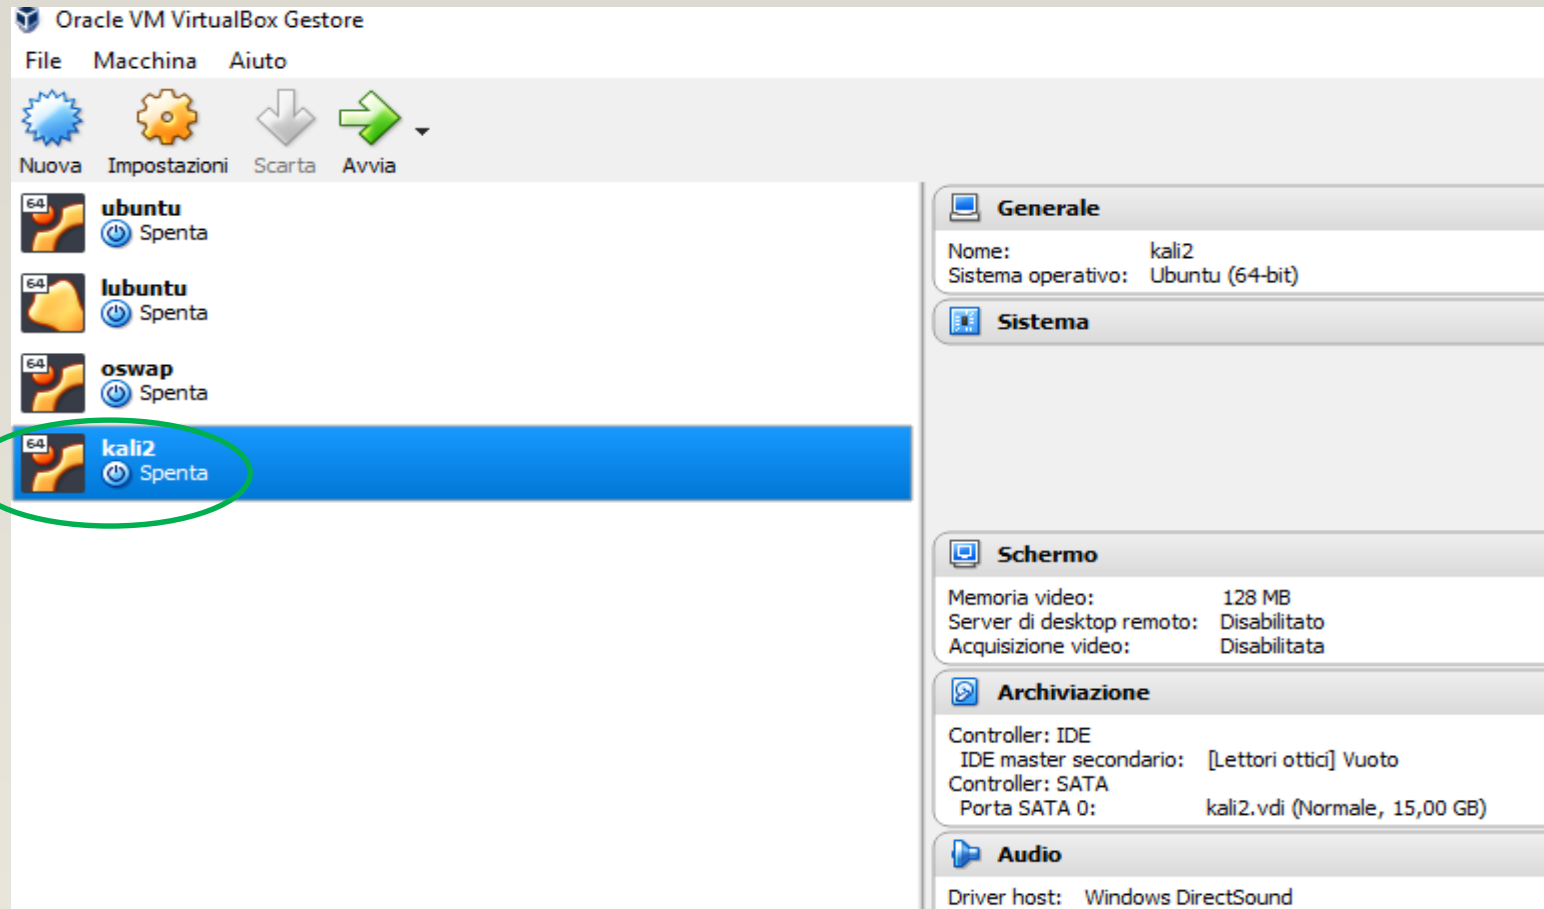 Oracle VM VirtualBox Gestore
File Macchina Aiuto
Nuova Impostazioni Scarta Avvia
64
ubuntu
Spenta
64
lubuntu
Spenta
64
oswap
Spenta
64
kali2
Spenta
Generale
Nome: kali2
Sistema operativo: Ubuntu (64-bit)
Sistema
Schermo
Memoria video: 128 MB
Server di desktop remoto: Disabilitato
Acquisizione video: Disabilitata
Archiviazione
Controller: IDE
IDE master secondario: [Lettori ottici] Vuoto
Controller: SATA
Porta SATA 0: kali2.vdi (Normale, 15,00 GB)
Audio
Driver host: Windows DirectSound